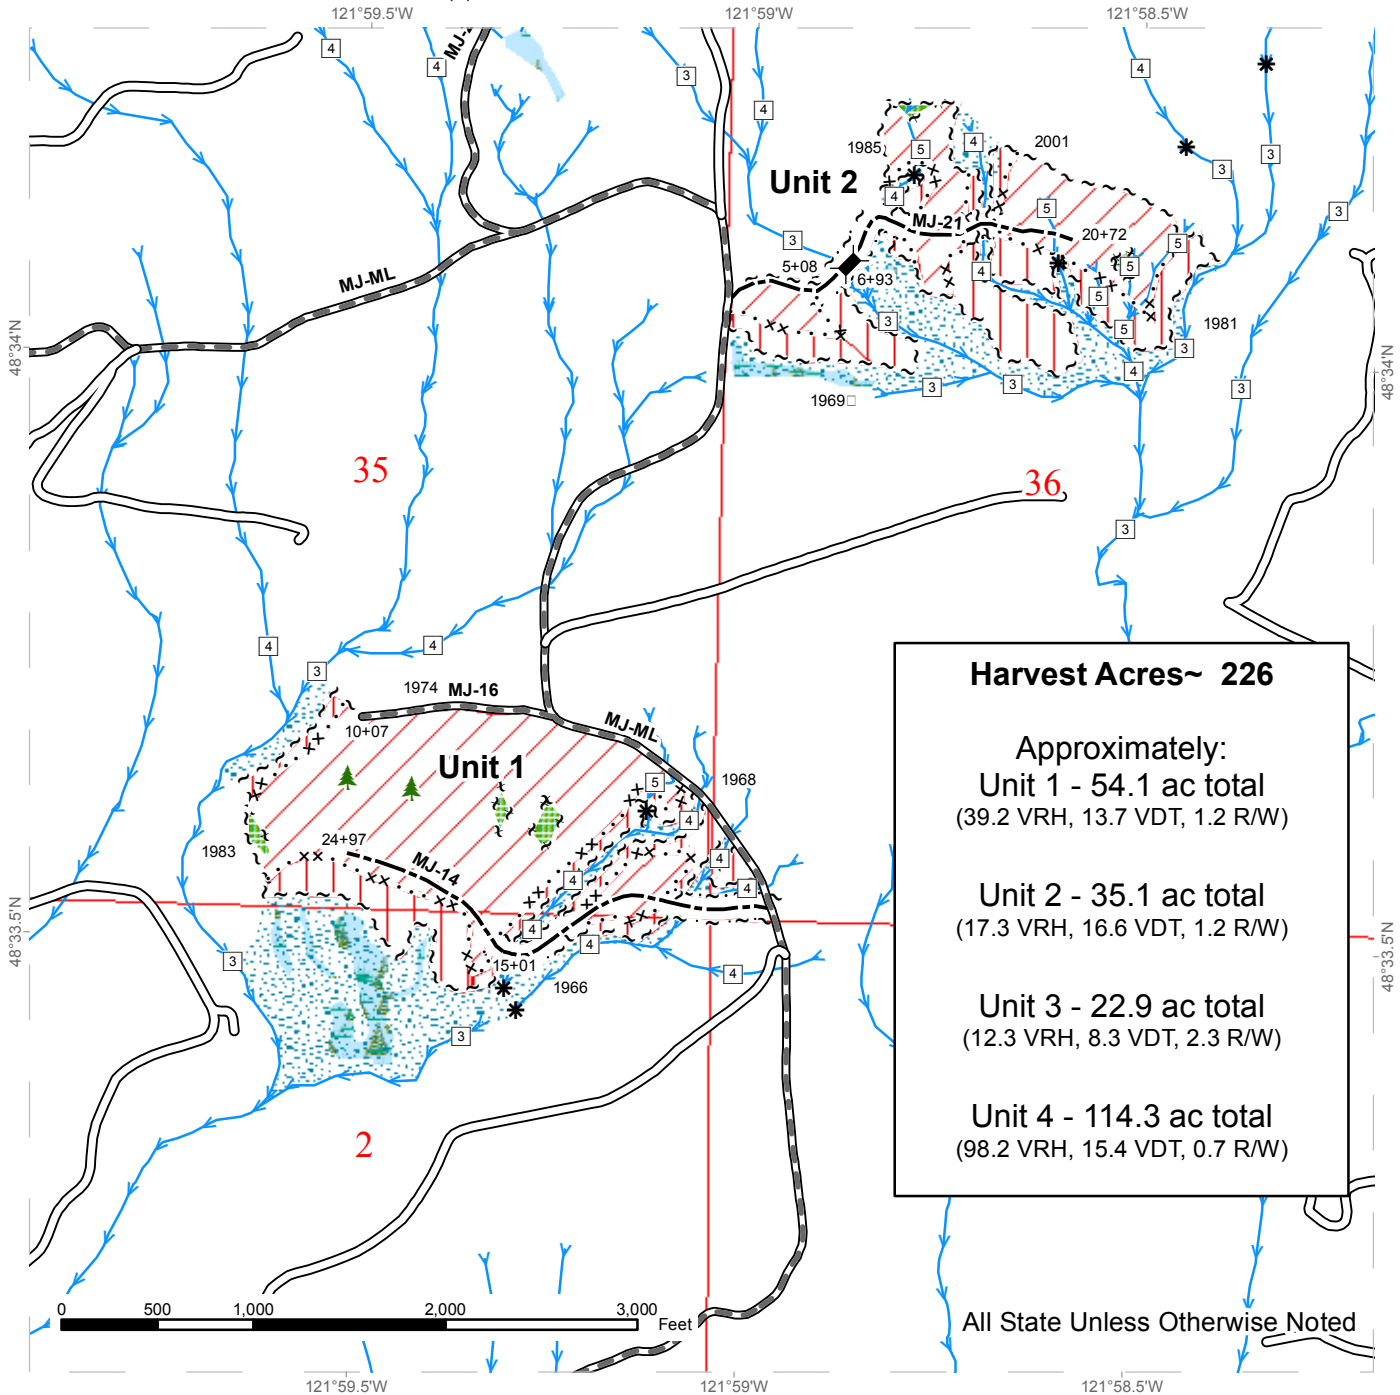 121°59.5'W
121°59'W
121°58.5'W
4
4
MJ-
3
4
4
3
3
1985
5
4
2001
Unit 2
4
MJ-21
5
20+72
3
5
5+08
6+93
4
5
5
MJ-ML
3
5
1981
3
48°34'N
48°34'N
4
3
3
3
1969
35
36
3
4
4
3
1974
MJ-16
10+07
MJ-ML
Unit 1
5
1968
4
24+97
1983
MJ-14
4
4
4
4
4
48°33.5'N
48°33.5'N
3
15+01
4
1966
3
2
Harvest Acres~ 226
Approximately:
Unit 1 - 54.1 ac total
(39.2 VRH, 13.7 VDT, 1.2 R/W)
Unit 2 - 35.1 ac total
(17.3 VRH, 16.6 VDT, 1.2 R/W)
Unit 3 - 22.9 ac total
(12.3 VRH, 8.3 VDT, 2.3 R/W)
Unit 4 - 114.3 ac total
(98.2 VRH, 15.4 VDT, 0.7 R/W)
0 500 1,000 2,000 3,000
Feet
All State Unless Otherwise Noted
121°59.5'W
121°59'W
121°58.5'W